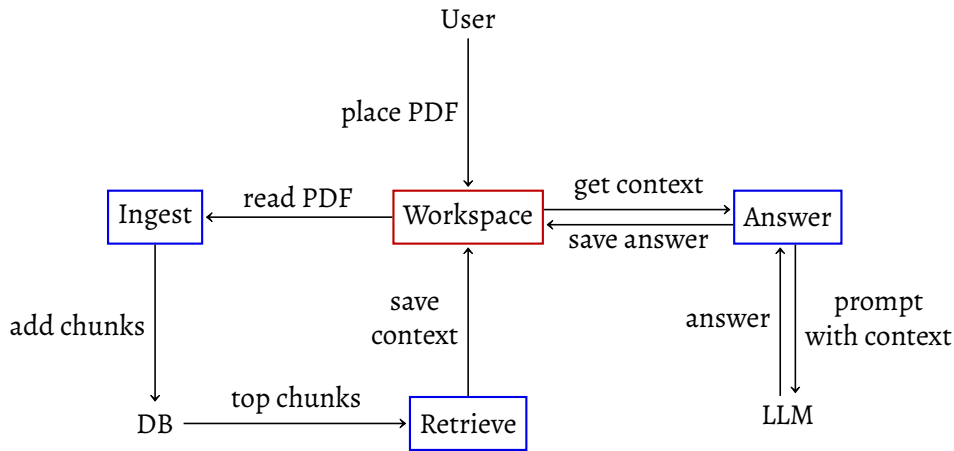 User
place PDF
read PDF
get context
Ingest
Workspace
Answer
save answer
save
context
add chunks
answer
prompt
with context
top chunks
DB
Retrieve
LLM